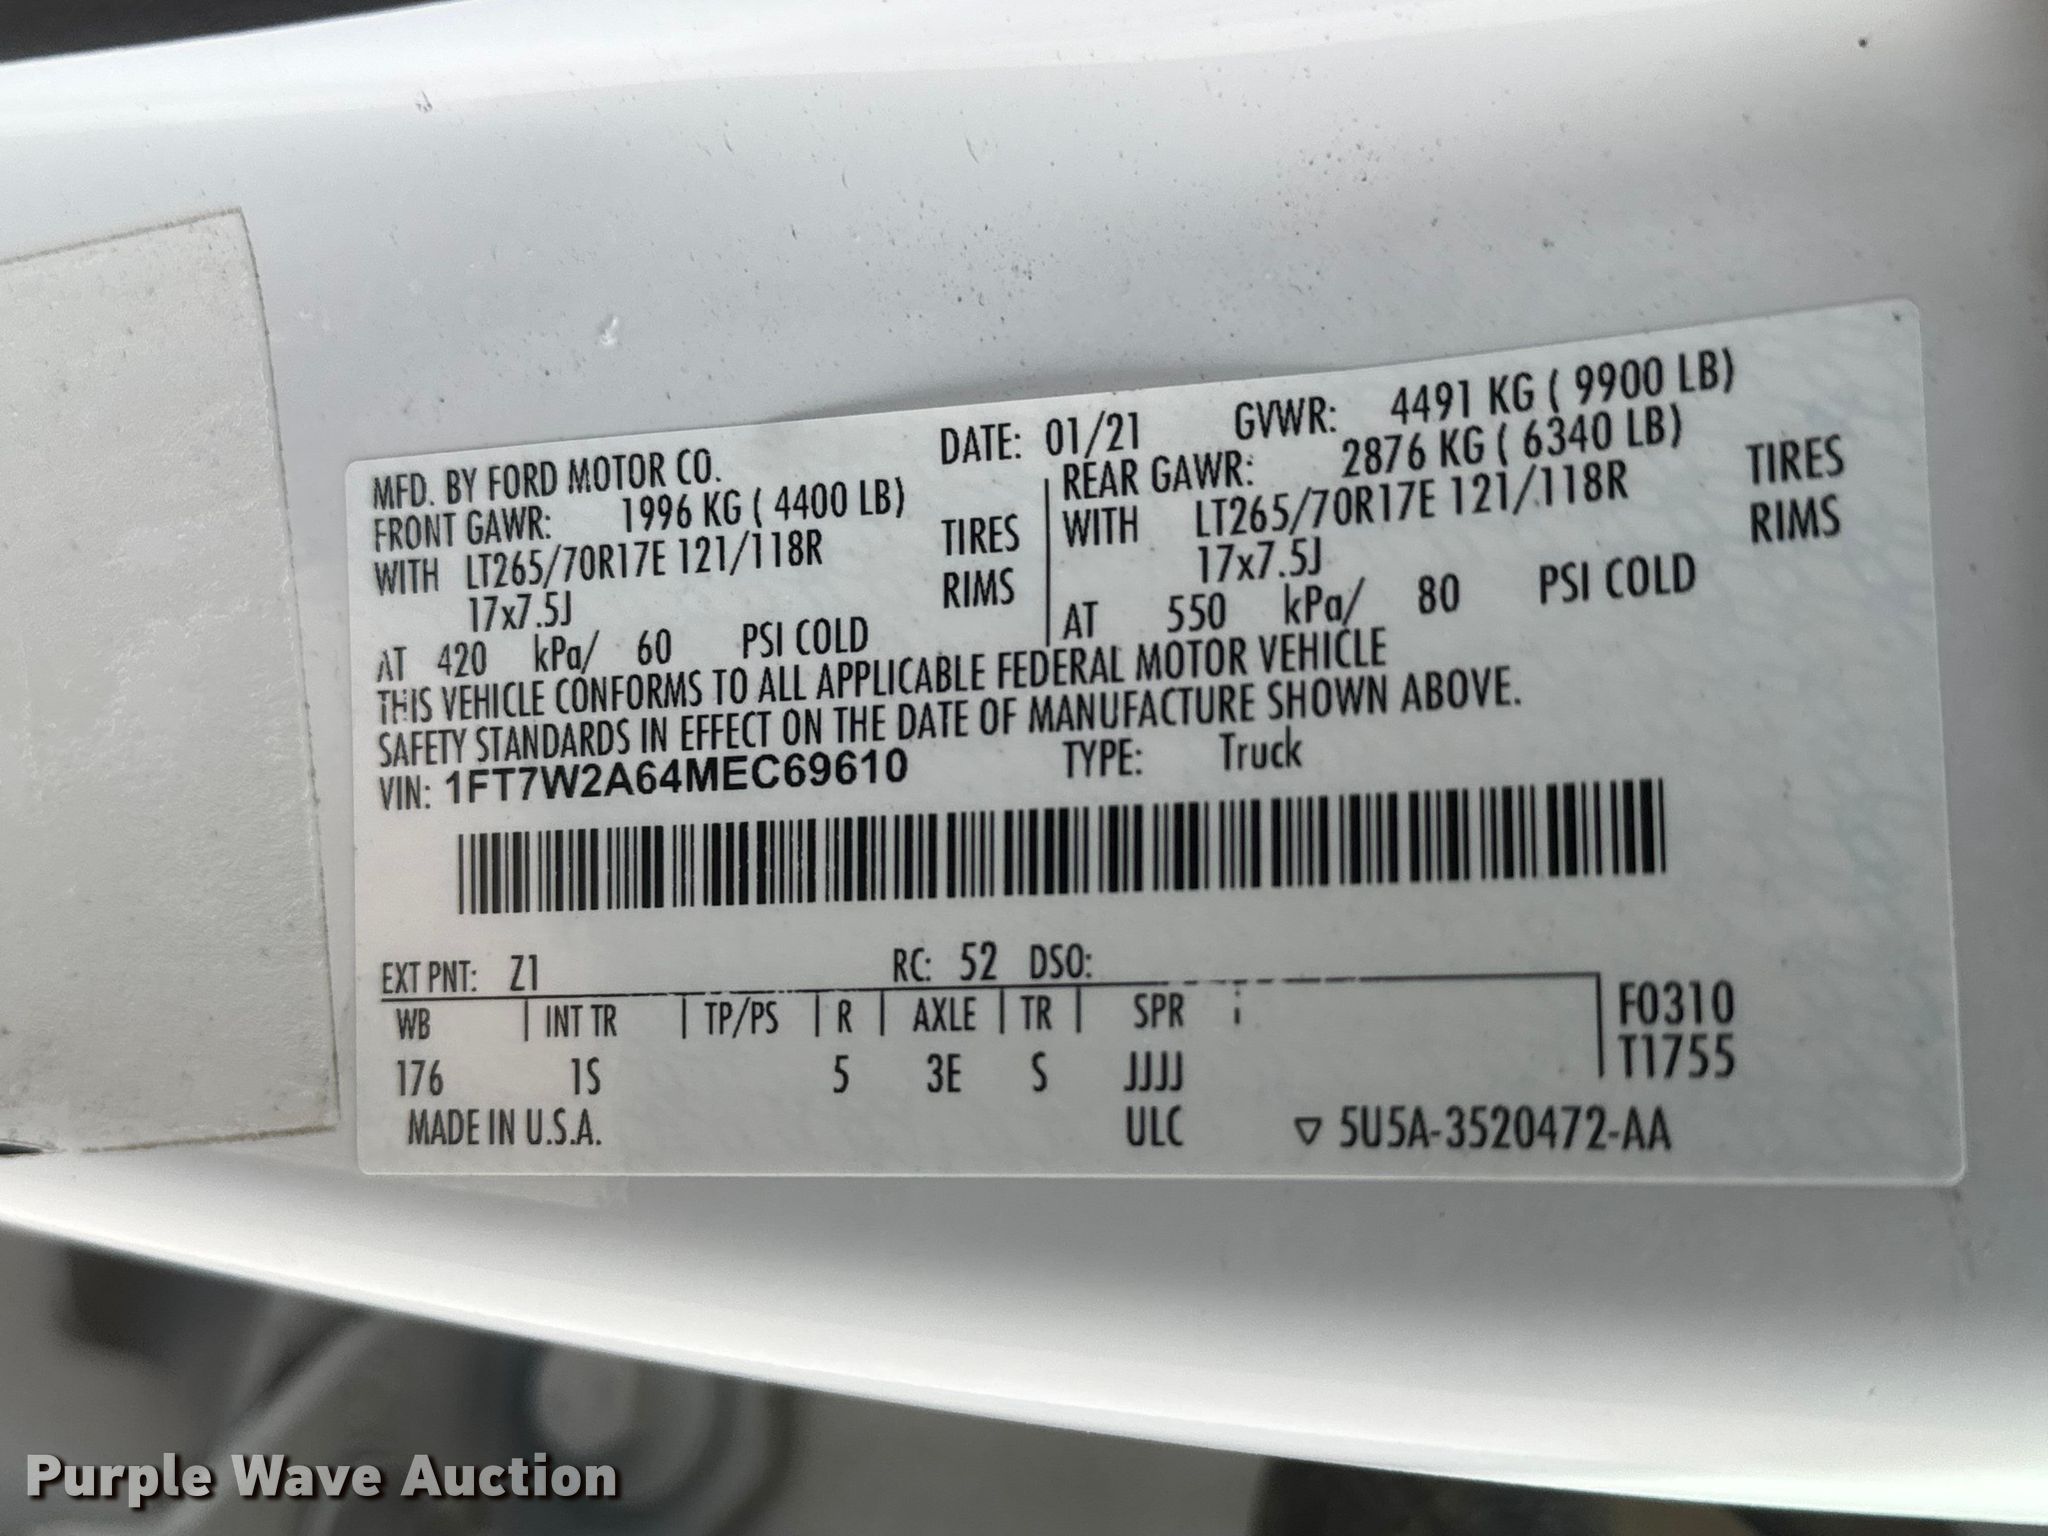 MFD. BY FORD MOTOR CO. DATE: 01/21 GVWR: 4491 KG ( 9900 LB)
FRONT GAWR: 1996 KG ( 4400 LB) REAR GAWR: 2876 KG ( 6340 LB)
WITH LT265/70R17E 121/118R TIRES WITH LT265/70R17E 121/118R TIRES
17x7.5J RIMS 17x7.5J RIMS
AT 420 kPa/ 60 PSI COLD AT 550 kPa/ 80 PSI COLD
THIS VEHICLE CONFORMS TO ALL APPLICABLE FEDERAL MOTOR VEHICLE
SAFETY STANDARDS IN EFFECT ON THE DATE OF MANUFACTURE SHOWN ABOVE.
VIN: 1FT7W2A64MEC69610 TYPE: Truck
EXT PNT: Z1 RC: 52 DSO:
WB INT TR TP/PS R AXLE TR SPR F0310
176 1S 5 3E S JJJJ T1755
MADE IN U.S.A. ULC ▽ 5U5A-3520472-AA
Purple Wave Auction